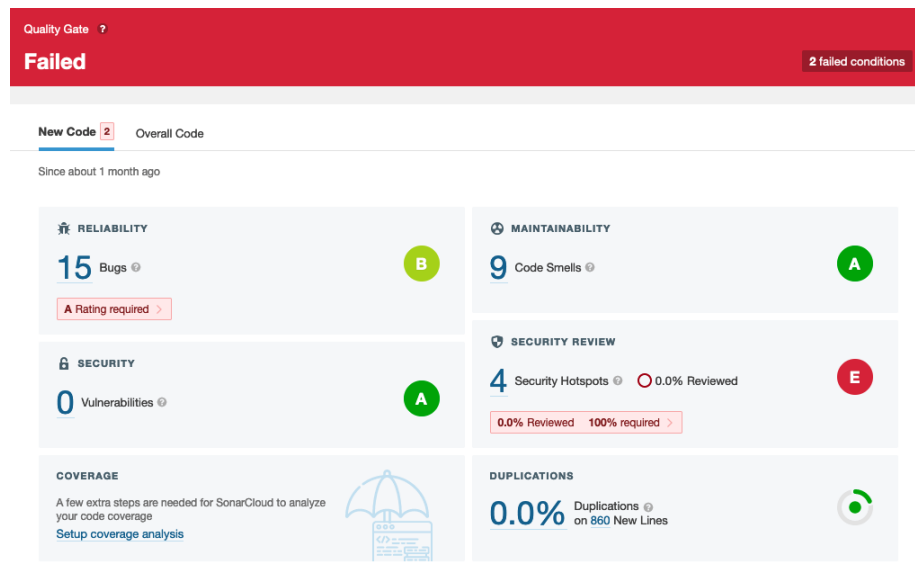 Quality Gate ?
Failed
2 failed conditions
New Code 2 Overall Code
Since about 1 month ago
RELIABILITY
15 Bugs ?
B
A Rating required >
MAINTAINABILITY
9 Code Smells ?
A
SECURITY
0 Vulnerabilities ?
A
SECURITY REVIEW
4 Security Hotspots ? 0.0% Reviewed
E
0.0% Reviewed 100% required >
COVERAGE
A few extra steps are needed for SonarCloud to analyze
your code coverage
Setup coverage analysis
DUPLICATIONS
0.0% Duplications ?
on 860 New Lines